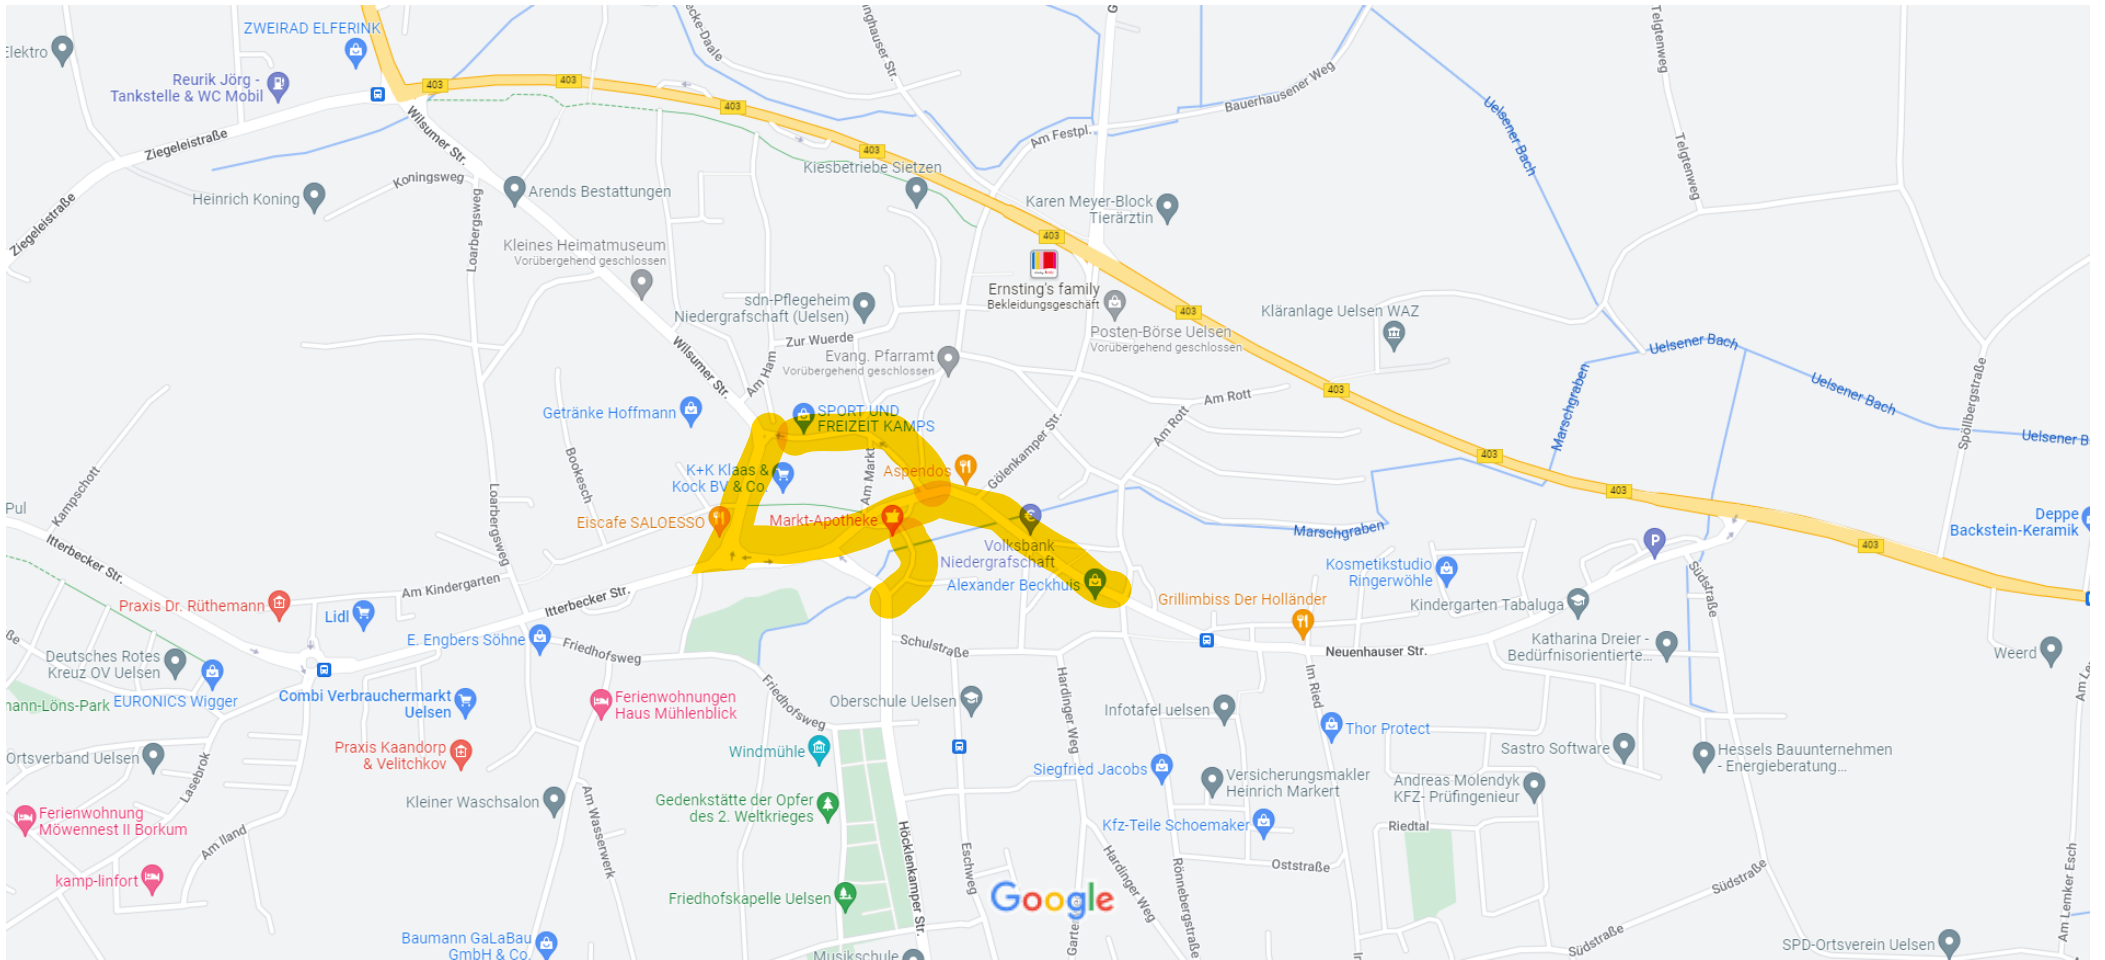 ZWEIRAD ELFERINK
Elektro
Reurik Jörg -
Tankstelle & WC Mobil
403
403
403
403
403
403
403
403
403
403
Wilsumer Str.
Ziegeleistraße
Ziegeleistraße
Koningsweg
Loarbergsweg
Heinrich Koning
Arends Bestattungen
Kleines Heimatmuseum
Vorübergehend geschlossen
Kiesbetriebe Sietzen
Am Festpl.
Bauerhausener Weg
Uelsener Bach
Telgtenweg
Telgtenweg
Karen Meyer-Block
Tierärztin
Ernsting's family
Bekleidungsgeschäft
Posten-Börse Uelsen
Vorübergehend geschlossen
Kläranlage Uelsen WAZ
sdn-Pflegeheim
Niedergrafschaft (Uelsen)
Zur Wuerde
Evang. Pfarramt
Vorübergehend geschlossen
Wilsumer Str.
Am Ham
Uelsener Bach
Uelsener Bach
Uelsener B
Marschgraben
Spöllbergstraße
Am Rott
Am Rott
Getränke Hoffmann
SPORT UND
FREIZEIT KAMPS
K+K Klaas &
Kock BV & Co.
Am Markt
Aspendos
Gölenkamper Str.
Bookesch
Kampschott
Loarbergsweg
Pul
Eiscafe SALOESSO
Markt-Apotheke
Volksbank
Niedergrafschaft
Alexander Beckhuis
Marschgraben
Deppe
Backstein-Keramik
P
Itterbecker Str.
Am Kindergarten
Itterbecker Str.
Praxis Dr. Rüthemann
Lidl
E. Engbers Söhne
Friedhofsweg
Friedhofsweg
Schulstraße
Grillimbiss Der Holländer
Kosmetikstudio
Ringerwöhle
Kindergarten Tabaluga
Südstraße
Katharina Dreier -
Bedürfnisorientierte...
Neuenhauser Str.
Weerd
Deutsches Rotes
Kreuz OV Uelsen
EURONICS Wigger
mann-Löns-Park
Combi Verbrauchermarkt
Uelsen
Ferienwohnungen
Haus Mühlenblick
Oberschule Uelsen
Hardinger Weg
Infotafel uelsen
Im Ried
Thor Protect
Sastro Software
Hessels Bauunternehmen
- Energieberatung...
Ortsverband Uelsen
Praxis Kaandorp
& Velitchkov
Windmühle
Siegfried Jacobs
Versicherungsmakler
Heinrich Markert
Andreas Molendyk
KFZ- Prüfingenieur
Lasebrok
Kleiner Waschsalon
Am Wasserwerk
Gedenkstätte der Opfer
des 2. Weltkrieges
Höcklenkamper Str.
Eschweg
Kfz-Teile Schoemaker
Riedtal
Ferienwohnung
Möwennest II Borkum
Am Iland
kamp-linfort
Friedhofskapelle Uelsen
Google
Hardinger Weg
Rönnebergstraße
Oststraße
Südstraße
Südstraße
Am Lemker Esch
Baumann GaLaBau
GmbH & Co.
Musikschule
SPD-Ortsverein Uelsen